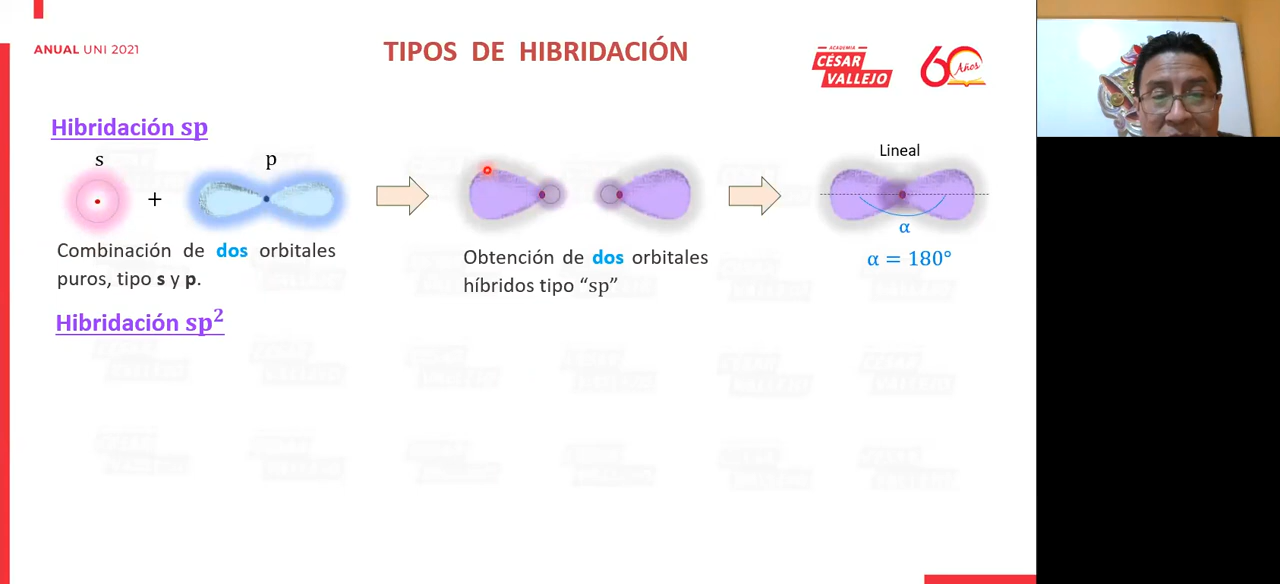 ANUAL UNI 2021
TIPOS DE HIBRIDACIÓN
ACADEMIA
CÉSAR
VALLEJO
60 Años
Hibridación sp
s
p
+
Lineal
α
α = 180°
Combinación de dos orbitales
puros, tipo s y p.
Obtención de dos orbitales
híbridos tipo “sp”
Hibridación sp²